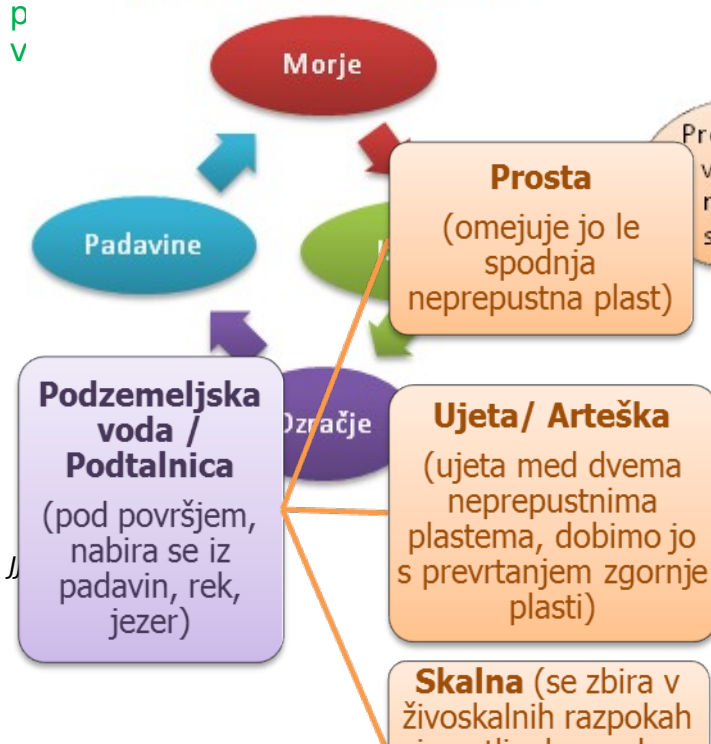 p
v
Morje
Padavine
Ozračje
Prosta
(omejuje jo le
spodnja
neprepustna plast)
Podzemeljska
voda /
Podtalnica
(pod površjem,
nabira se iz
padavin, rek,
jezer)
Ujeta/ Arteška
(ujeta med dvema
neprepustnima
plastema, dobimo jo
s prevrtanjem zgornje
plasti)
Skalna (se zbira v
živoskalnih razpokah